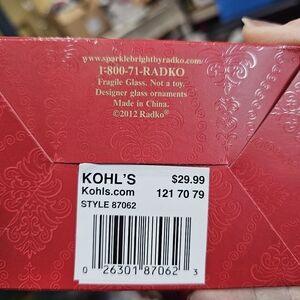 www.sparklebrightbyradko.com
1-800-71-RADKO
Fragile Glass. Not a toy.
Designer glass ornaments
Made in China.
©2012 Radko®
KOHL'S $29.99
Kohls.com 121 70 79
STYLE 87062
0 26301 87062 3